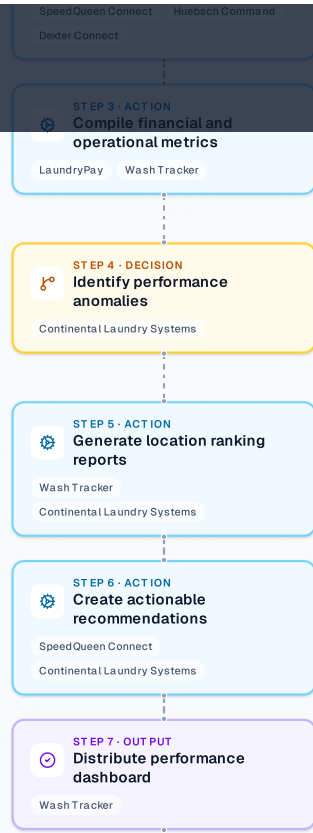 SpeedQueen Connect Huebsch Command
Dexter Connect
STEP 3 · ACTION
Compile financial and
operational metrics
LaundryPay Wash Tracker
STEP 4 · DECISION
Identify performance
anomalies
Continental Laundry Systems
STEP 5 · ACTION
Generate location ranking
reports
Wash Tracker
Continental Laundry Systems
STEP 6 · ACTION
Create actionable
recommendations
SpeedQueen Connect
Continental Laundry Systems
STEP 7 · OUTPUT
Distribute performance
dashboard
Wash Tracker